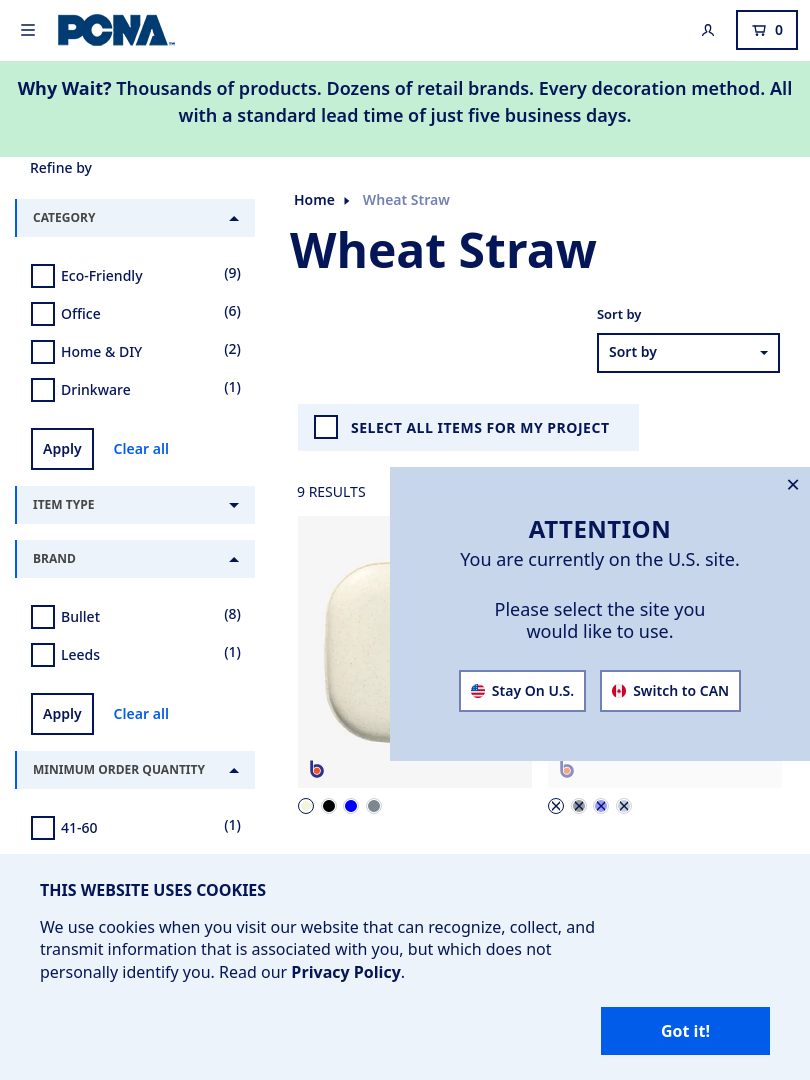 PCNA
0
Why Wait? Thousands of products. Dozens of retail brands. Every decoration method. All
with a standard lead time of just five business days.
Refine by
CATEGORY
Eco-Friendly (9)
Office (6)
Home & DIY (2)
Drinkware (1)
Apply Clear all
ITEM TYPE
BRAND
Bullet (8)
Leeds (1)
Apply Clear all
MINIMUM ORDER QUANTITY
41-60 (1)
Home Wheat Straw
Wheat Straw
Sort by
Sort by
SELECT ALL ITEMS FOR MY PROJECT
9 RESULTS
ATTENTION
You are currently on the U.S. site.
Please select the site you
would like to use.
Stay On U.S. Switch to CAN
b
b
THIS WEBSITE USES COOKIES
We use cookies when you visit our website that can recognize, collect, and
transmit information that is associated with you, but which does not
personally identify you. Read our Privacy Policy.
Got it!